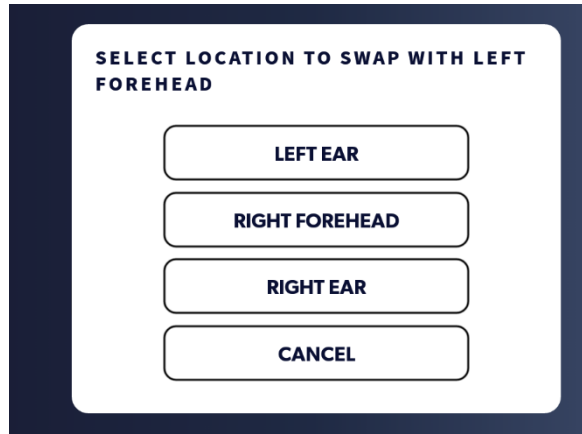 SELECT LOCATION TO SWAP WITH LEFT
FOREHEAD
LEFT EAR
RIGHT FOREHEAD
RIGHT EAR
CANCEL